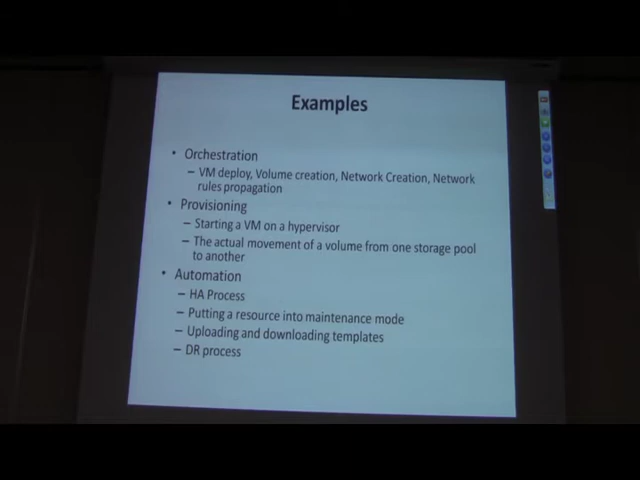 Examples
• Orchestration
– VM deploy, Volume creation, Network Creation, Network
rules propagation
• Provisioning
– Starting a VM on a hypervisor
– The actual movement of a volume from one storage pool
to another
• Automation
– HA Process
– Putting a resource into maintenance mode
– Uploading and downloading templates
– DR process